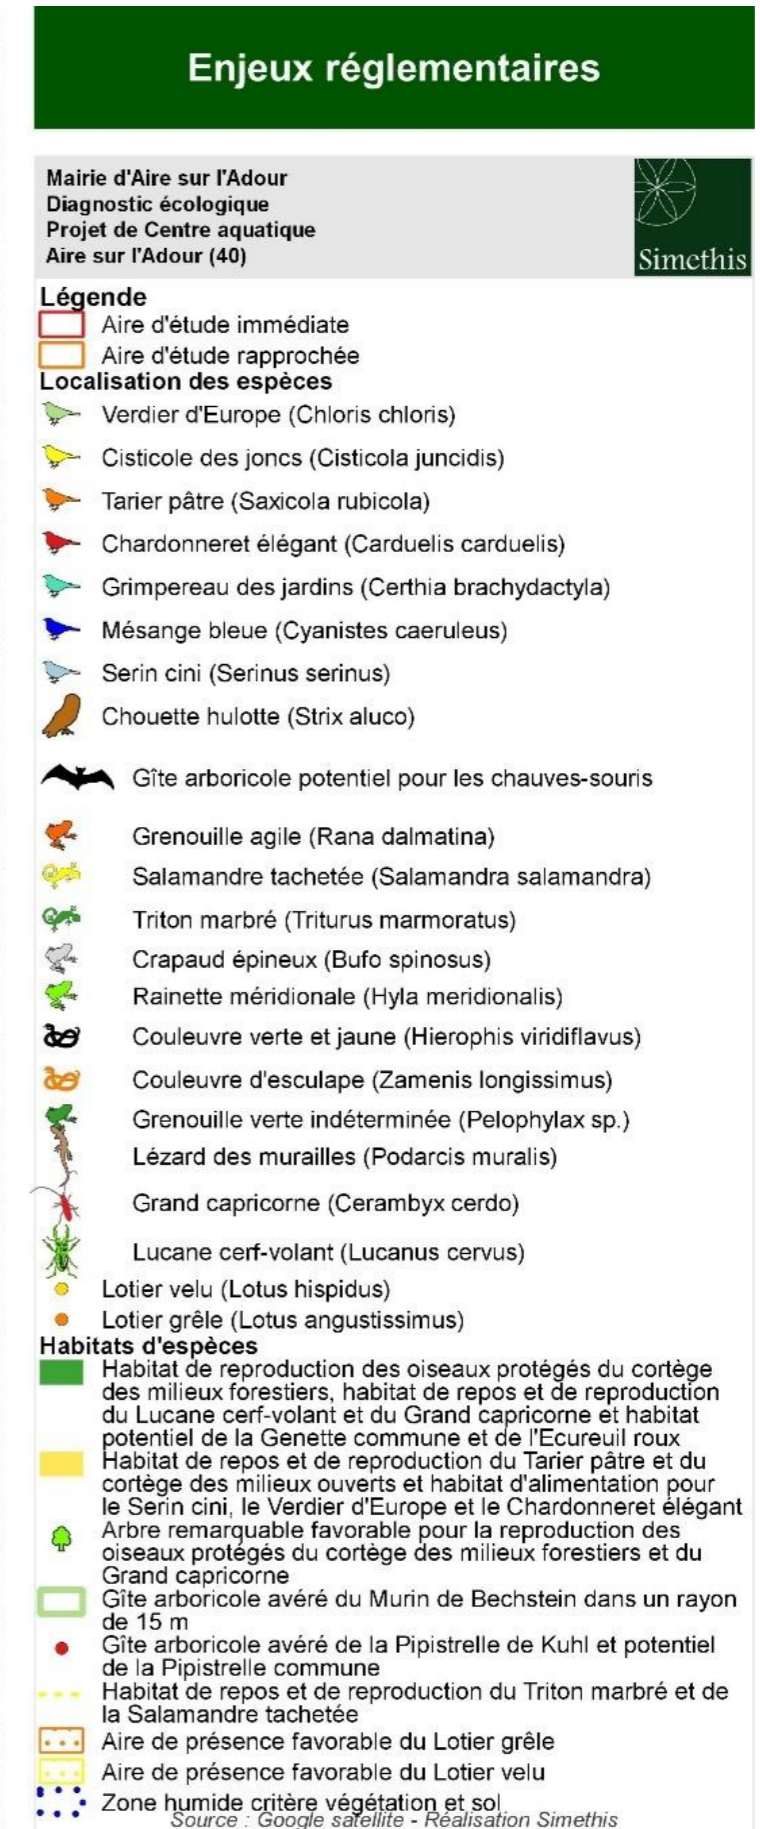 Enjeux réglementaires
Mairie d'Aire sur l'Adour
Diagnostic écologique
Projet de Centre aquatique
Aire sur l'Adour (40)
Simethis
Légende
Aire d'étude immédiate
Aire d'étude rapprochée
Localisation des espèces
Verdier d'Europe (Chloris chloris)
Cisticole des joncs (Cisticola juncidis)
Tarier pâtre (Saxicola rubicola)
Chardonneret élégant (Carduelis carduelis)
Grimpereau des jardins (Certhia brachydactyla)
Mésange bleue (Cyanistes caeruleus)
Serin cini (Serinus serinus)
Chouette hulotte (Strix aluco)
Gîte arboricole potentiel pour les chauves-souris
Grenouille agile (Rana dalmatina)
Salamandre tachetée (Salamandra salamandra)
Triton marbré (Triturus marmoratus)
Crapaud épineux (Bufo spinosus)
Rainette méridionale (Hyla meridionalis)
Couleuvre verte et jaune (Hierophis viridiflavus)
Couleuvre d'esculape (Zamenis longissimus)
Grenouille verte indéterminée (Pelophylax sp.)
Lézard des murailles (Podarcis muralis)
Grand capricorne (Cerambyx cerdo)
Lucane cerf-volant (Lucanus cervus)
Lotier velu (Lotus hispidus)
Lotier grêle (Lotus angustissimus)
Habitats d'espèces
Habitat de reproduction des oiseaux protégés du cortège
des milieux forestiers, habitat de repos et de reproduction
du Lucane cerf-volant et du Grand capricorne et habitat
potentiel de la Genette commune et de l'Ecureuil roux
Habitat de repos et de reproduction du Tarier pâtre et du
cortège des milieux ouverts et habitat d'alimentation pour
le Serin cini, le Verdier d'Europe et le Chardonneret élégant
Arbre remarquable favorable pour la reproduction des
oiseaux protégés du cortège des milieux forestiers et du
Grand capricorne
Gîte arboricole avéré du Murin de Bechstein dans un rayon
de 15 m
Gîte arboricole avéré de la Pipistrelle de Kuhl et potentiel
de la Pipistrelle commune
Habitat de repos et de reproduction du Triton marbré et de
la Salamandre tachetée
Aire de présence favorable du Lotier grêle
Aire de présence favorable du Lotier velu
Zone humide critère végétation et sol
Source : Google satellite - Réalisation Simethis